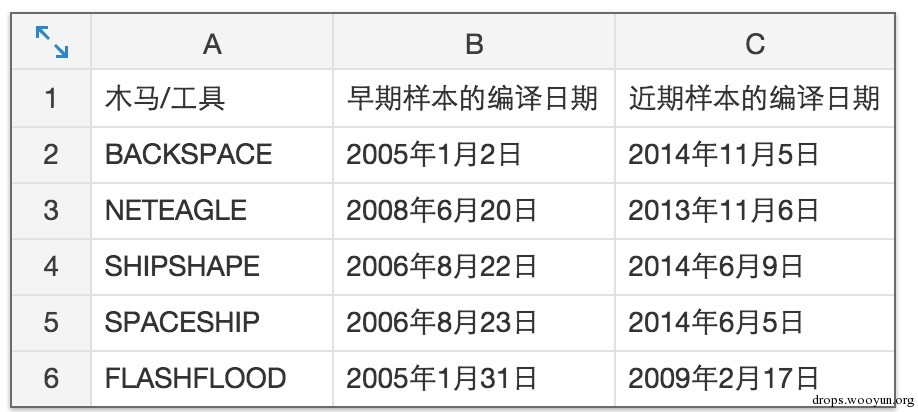 A B C
1 木马/工具 早期样本的编译日期 近期样本的编译日期
2 BACKSPACE 2005年1月2日 2014年11月5日
3 NETEAGLE 2008年6月20日 2013年11月6日
4 SHIPSHAPE 2006年8月22日 2014年6月9日
5 SPACESHIP 2006年8月23日 2014年6月5日
6 FLASHFLOOD 2005年1月31日 2009年2月17日
drops.wooyun.org